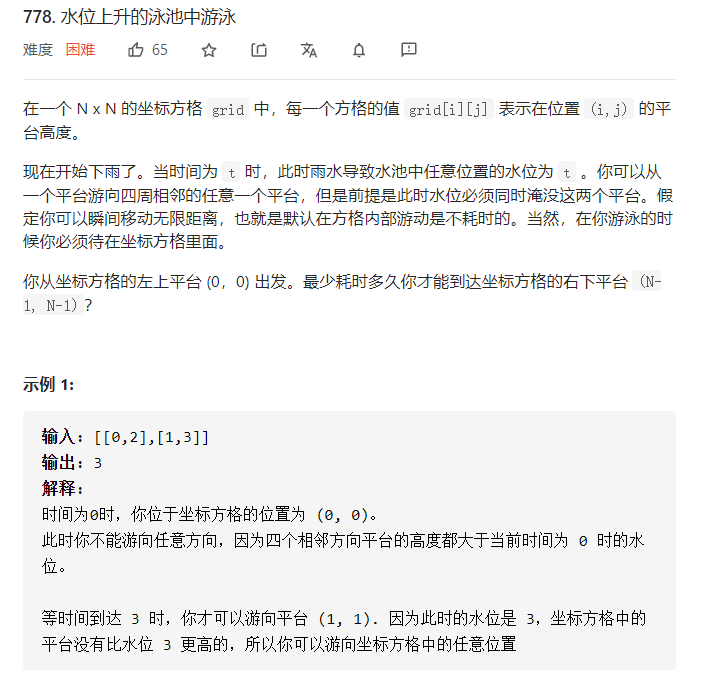 778. 水位上升的泳池中游泳
难度 困难 65
在一个 N x N 的坐标方格 grid 中，每一个方格的值 grid[i][j] 表示在位置 (i,j) 的平
台高度。
现在开始下雨了。当时间为 t 时，此时雨水导致水池中任意位置的水位为 t 。你可以从
一个平台游向四周相邻的任意一个平台，但是前提是此时水位必须同时淹没这两个平台。假
定你可以瞬间移动无限距离，也就是默认在方格内部游动是不耗时的。当然，在你游泳的时
候你必须待在坐标方格里面。
你从坐标方格的左上平台 (0，0) 出发。最少耗时多久你才能到达坐标方格的右下平台 (N-
1, N-1)？
示例 1:
输入: [[0,2],[1,3]]
输出: 3
解释:
时间为0时，你位于坐标方格的位置为 (0, 0)。
此时你不能游向任意方向，因为四个相邻方向平台的高度都大于当前时间为 0 时的水
位。
等时间到达 3 时，你才可以游向平台 (1, 1). 因为此时的水位是 3，坐标方格中的
平台没有比水位 3 更高的，所以你可以游向坐标方格中的任意位置